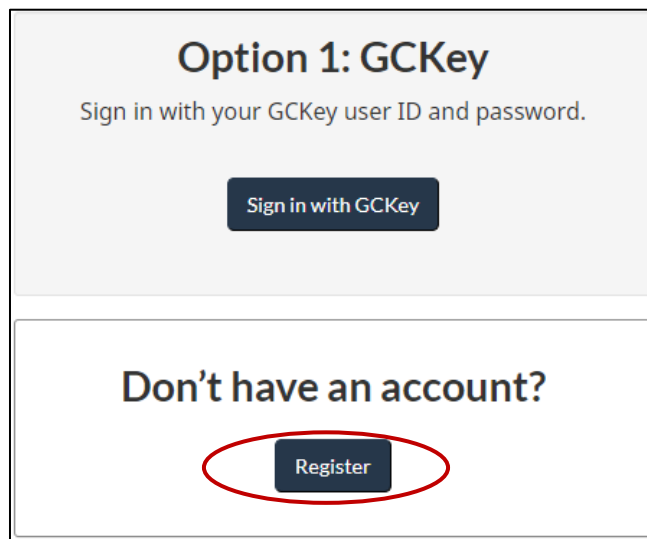 Option 1: GCKey
Sign in with your GCKey user ID and password.
Sign in with GCKey
Don’t have an account?
Register